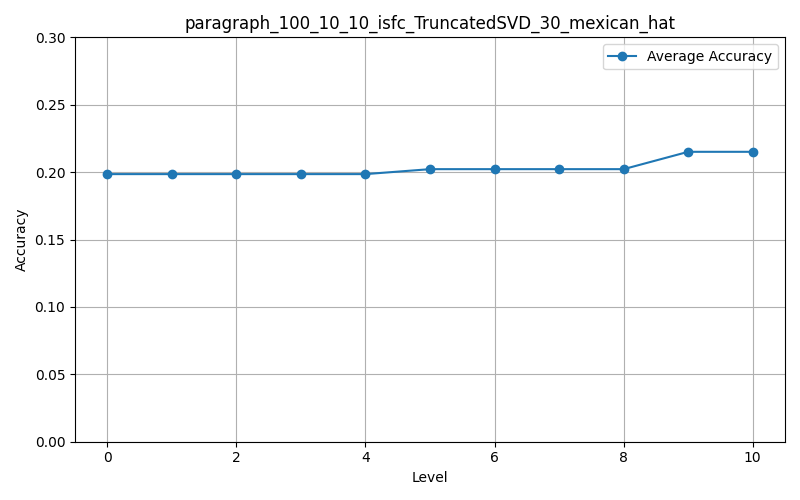 paragraph_100_10_10_isfc_TruncatedSVD_30_mexican_hat
Average Accuracy
0.30
0.25
0.20
0.15
0.10
0.05
0.00
Accuracy
0 2 4 6 8 10
Level